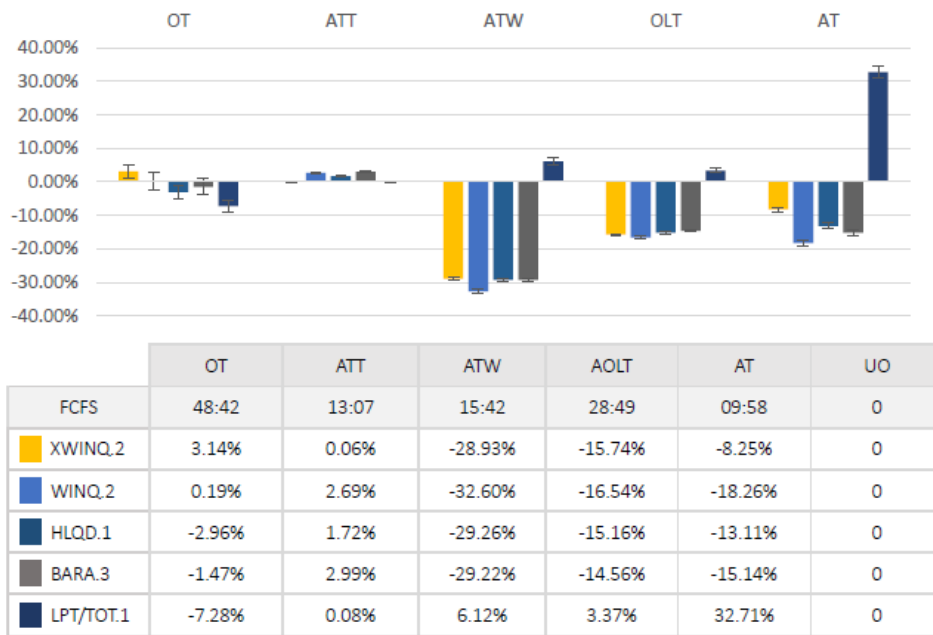 OT ATT ATW OLT AT
40.00%
30.00%
20.00%
10.00%
0.00%
-10.00%
-20.00%
-30.00%
-40.00%
OT ATT ATW AOLT AT UO
FCFS 48:42 13:07 15:42 28:49 09:58 0
XWINQ.2 3.14% 0.06% -28.93% -15.74% -8.25% 0
WINQ.2 0.19% 2.69% -32.60% -16.54% -18.26% 0
HLQD.1 -2.96% 1.72% -29.26% -15.16% -13.11% 0
BARA.3 -1.47% 2.99% -29.22% -14.56% -15.14% 0
LPT/TOT.1 -7.28% 0.08% 6.12% 3.37% 32.71% 0